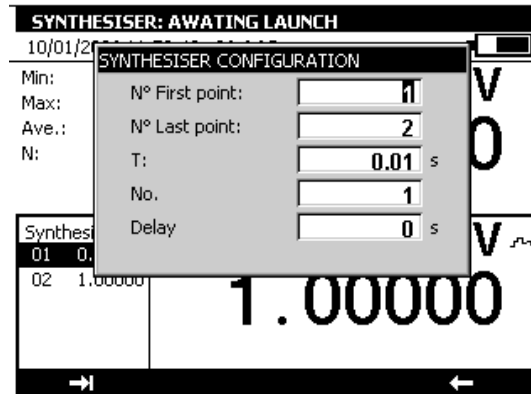 SYNTHESISER: AWATING LAUNCH
10/01/2
SYNTHESISER CONFIGURATION
Min:
Max:
Ave.:
N:
N° First point: 1
N° Last point: 2
T: 0.01 s
No. 1
Delay 0 s
V
0
Synthesi
01 0.
02 1.00000
V
1.00000